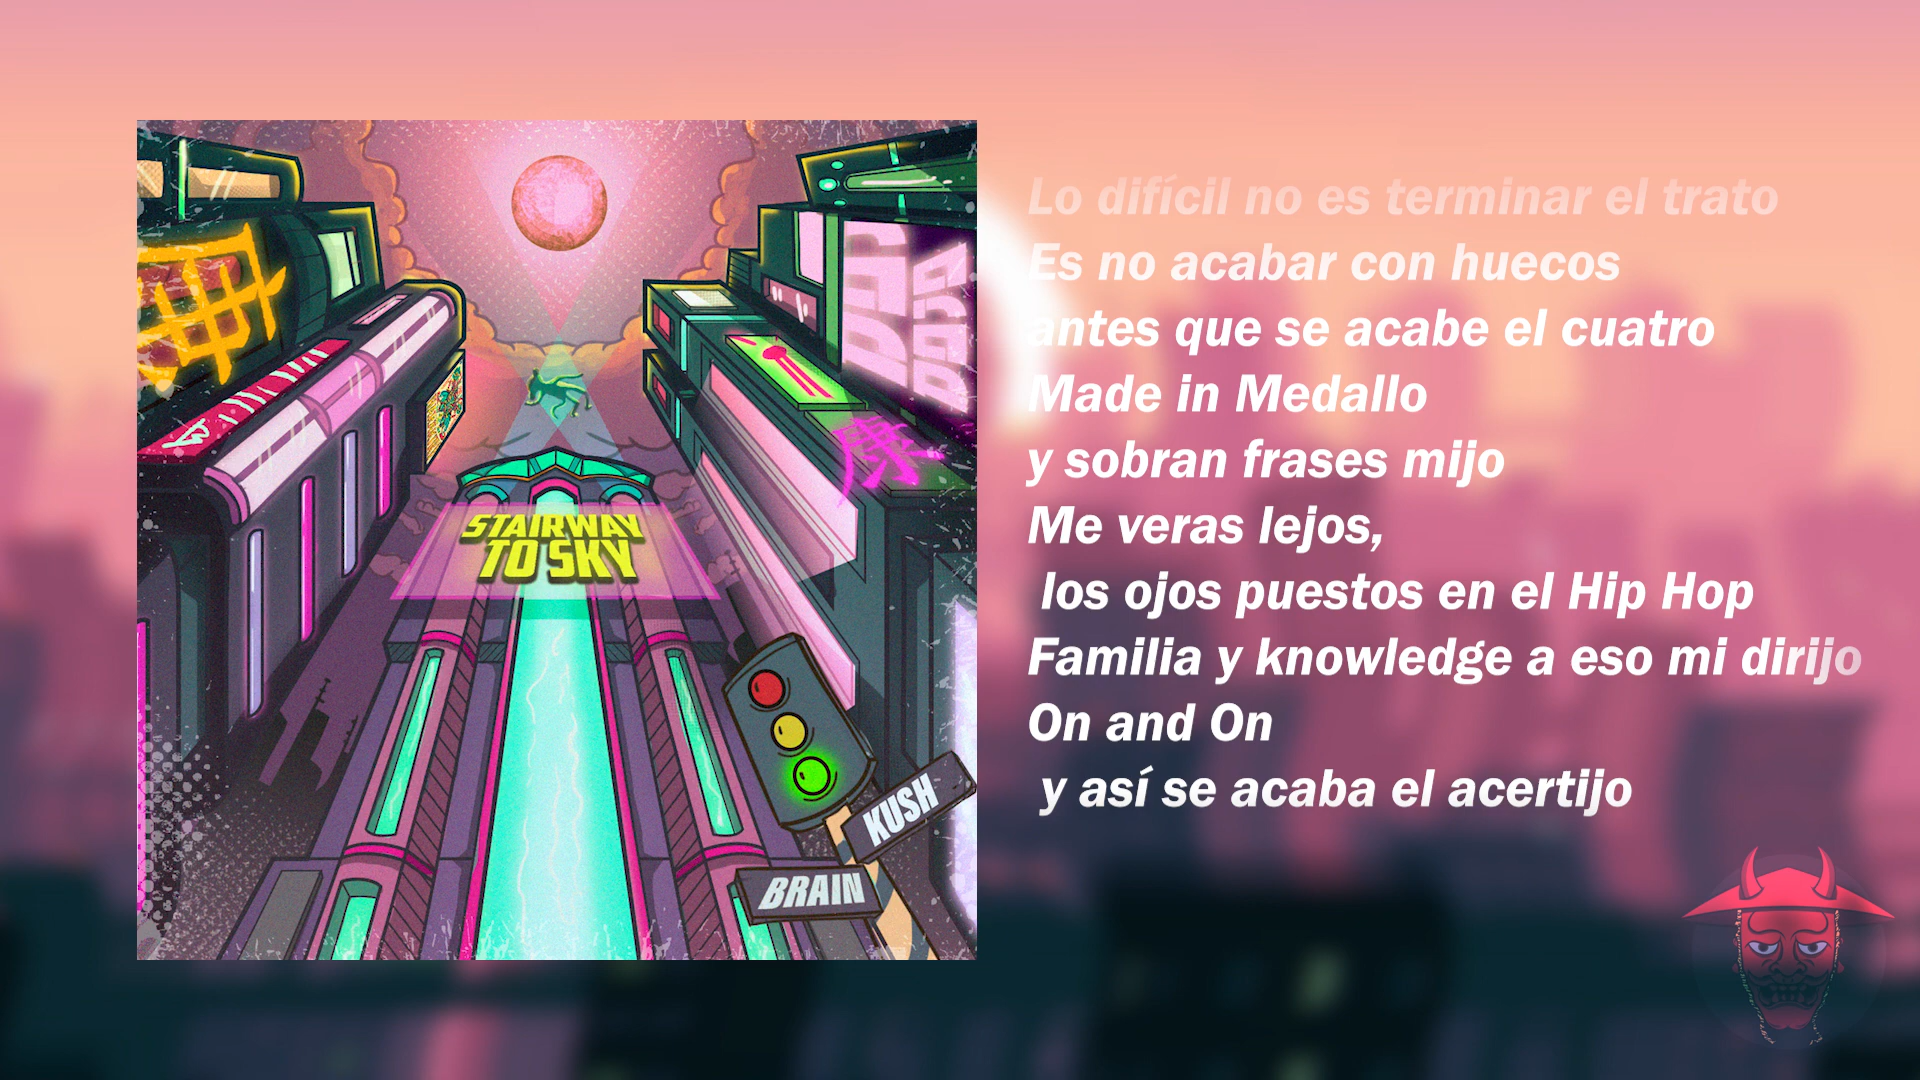 STAIRWAY
TO SKY
KUSH
BRAIN
康
Lo difícil no es terminar el trato
Es no acabar con huecos
antes que se acabe el cuatro
Made in Medallo
y sobran frases mijo
Me veras lejos,
los ojos puestos en el Hip Hop
Familia y knowledge a eso mi dirijo
On and On
y así se acaba el acertijo